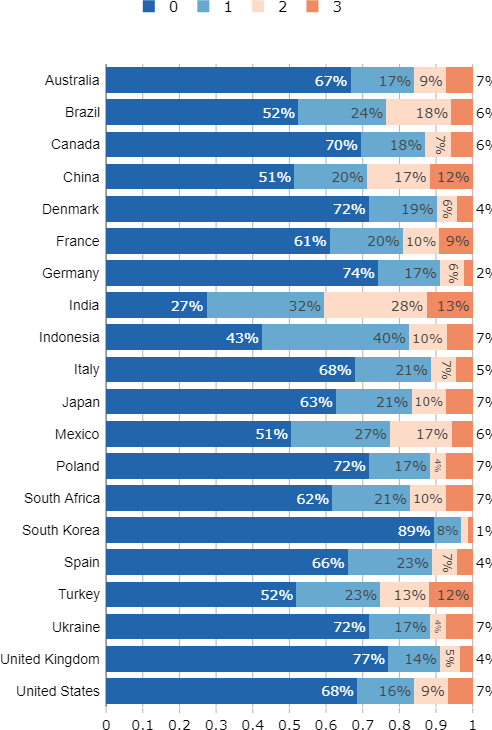 0 1 2 3
Australia 67% 17% 9% 7%
Brazil 52% 24% 18% 6%
Canada 70% 18% 7% 6%
China 51% 20% 17% 12%
Denmark 72% 19% 6% 4%
France 61% 20% 10% 9%
Germany 74% 17% 6% 2%
India 27% 32% 28% 13%
Indonesia 43% 40% 10% 7%
Italy 68% 21% 7% 5%
Japan 63% 21% 10% 7%
Mexico 51% 27% 17% 6%
Poland 72% 17% 4% 7%
South Africa 62% 21% 10% 7%
South Korea 89% 8% 1%
Spain 66% 23% 7% 4%
Turkey 52% 23% 13% 12%
Ukraine 72% 17% 4% 7%
United Kingdom 77% 14% 5% 4%
United States 68% 16% 9% 7%
0 0.1 0.2 0.3 0.4 0.5 0.6 0.7 0.8 0.9 1